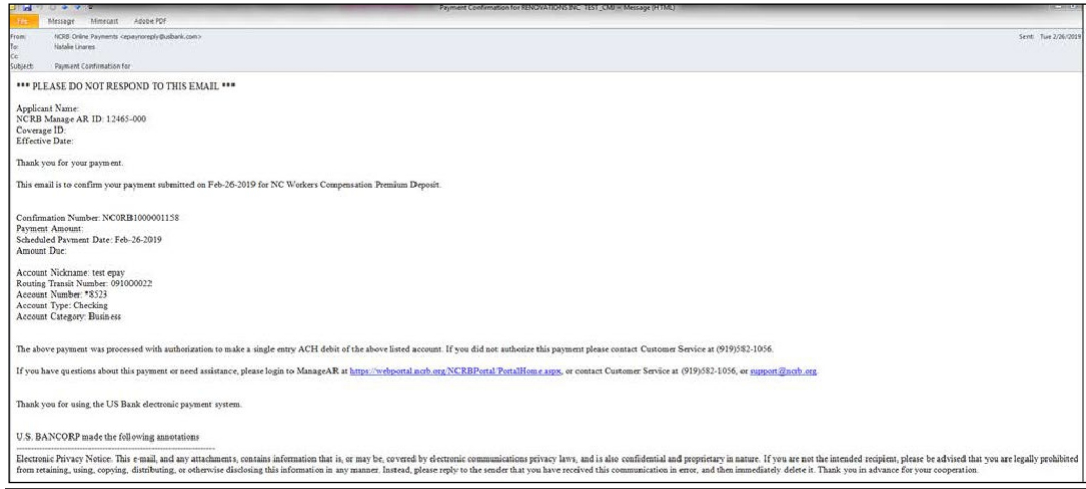 Payment Confirmation for RENOVATIONS INC_TEST_CM9 - Message (HTML)
File Message Mimecast Adobe PDF
From: NCRB Online Payments <epaynoreply@usbank.com> Sent: Tue 2/26/2019
To: Natalie Linares
Cc
Subject: Payment Confirmation for
*** PLEASE DO NOT RESPOND TO THIS EMAIL ***
Applicant Name:
NCRB Manage AR ID: 12465-000
Coverage ID:
Effective Date:
Thank you for your payment.
This email is to confirm your payment submitted on Feb-26-2019 for NC Workers Compensation Premium Deposit.
Confirmation Number: NC0RB1000001158
Payment Amount:
Scheduled Payment Date: Feb-26-2019
Amount Due:
Account Nickname: test epay
Routing Transit Number: 091000022
Account Number: *8523
Account Type: Checking
Account Category: Business
The above payment was processed with authorization to make a single entry ACH debit of the above listed account. If you did not authorize this payment please contact Customer Service at (919)582-1056.
If you have questions about this payment or need assistance, please login to ManageAR at https://webportal.ncrb.org/NCRBPortal/PortalHome.aspx, or contact Customer Service at (919)582-1056, or support@ncrb.org
Thank you for using the US Bank electronic payment system.
U.S. BANCORP made the following annotations
---------------------------------------------------------------------
Electronic Privacy Notice. This e-mail, and any attachments, contains information that is, or may be, covered by electronic communications privacy laws, and is also confidential and proprietary in nature. If you are not the intended recipient, please be advised that you are legally prohibited
from retaining, using, copying, distributing, or otherwise disclosing this information in any manner. Instead, please reply to the sender that you have received this communication in error, and then immediately delete it. Thank you in advance for your cooperation.